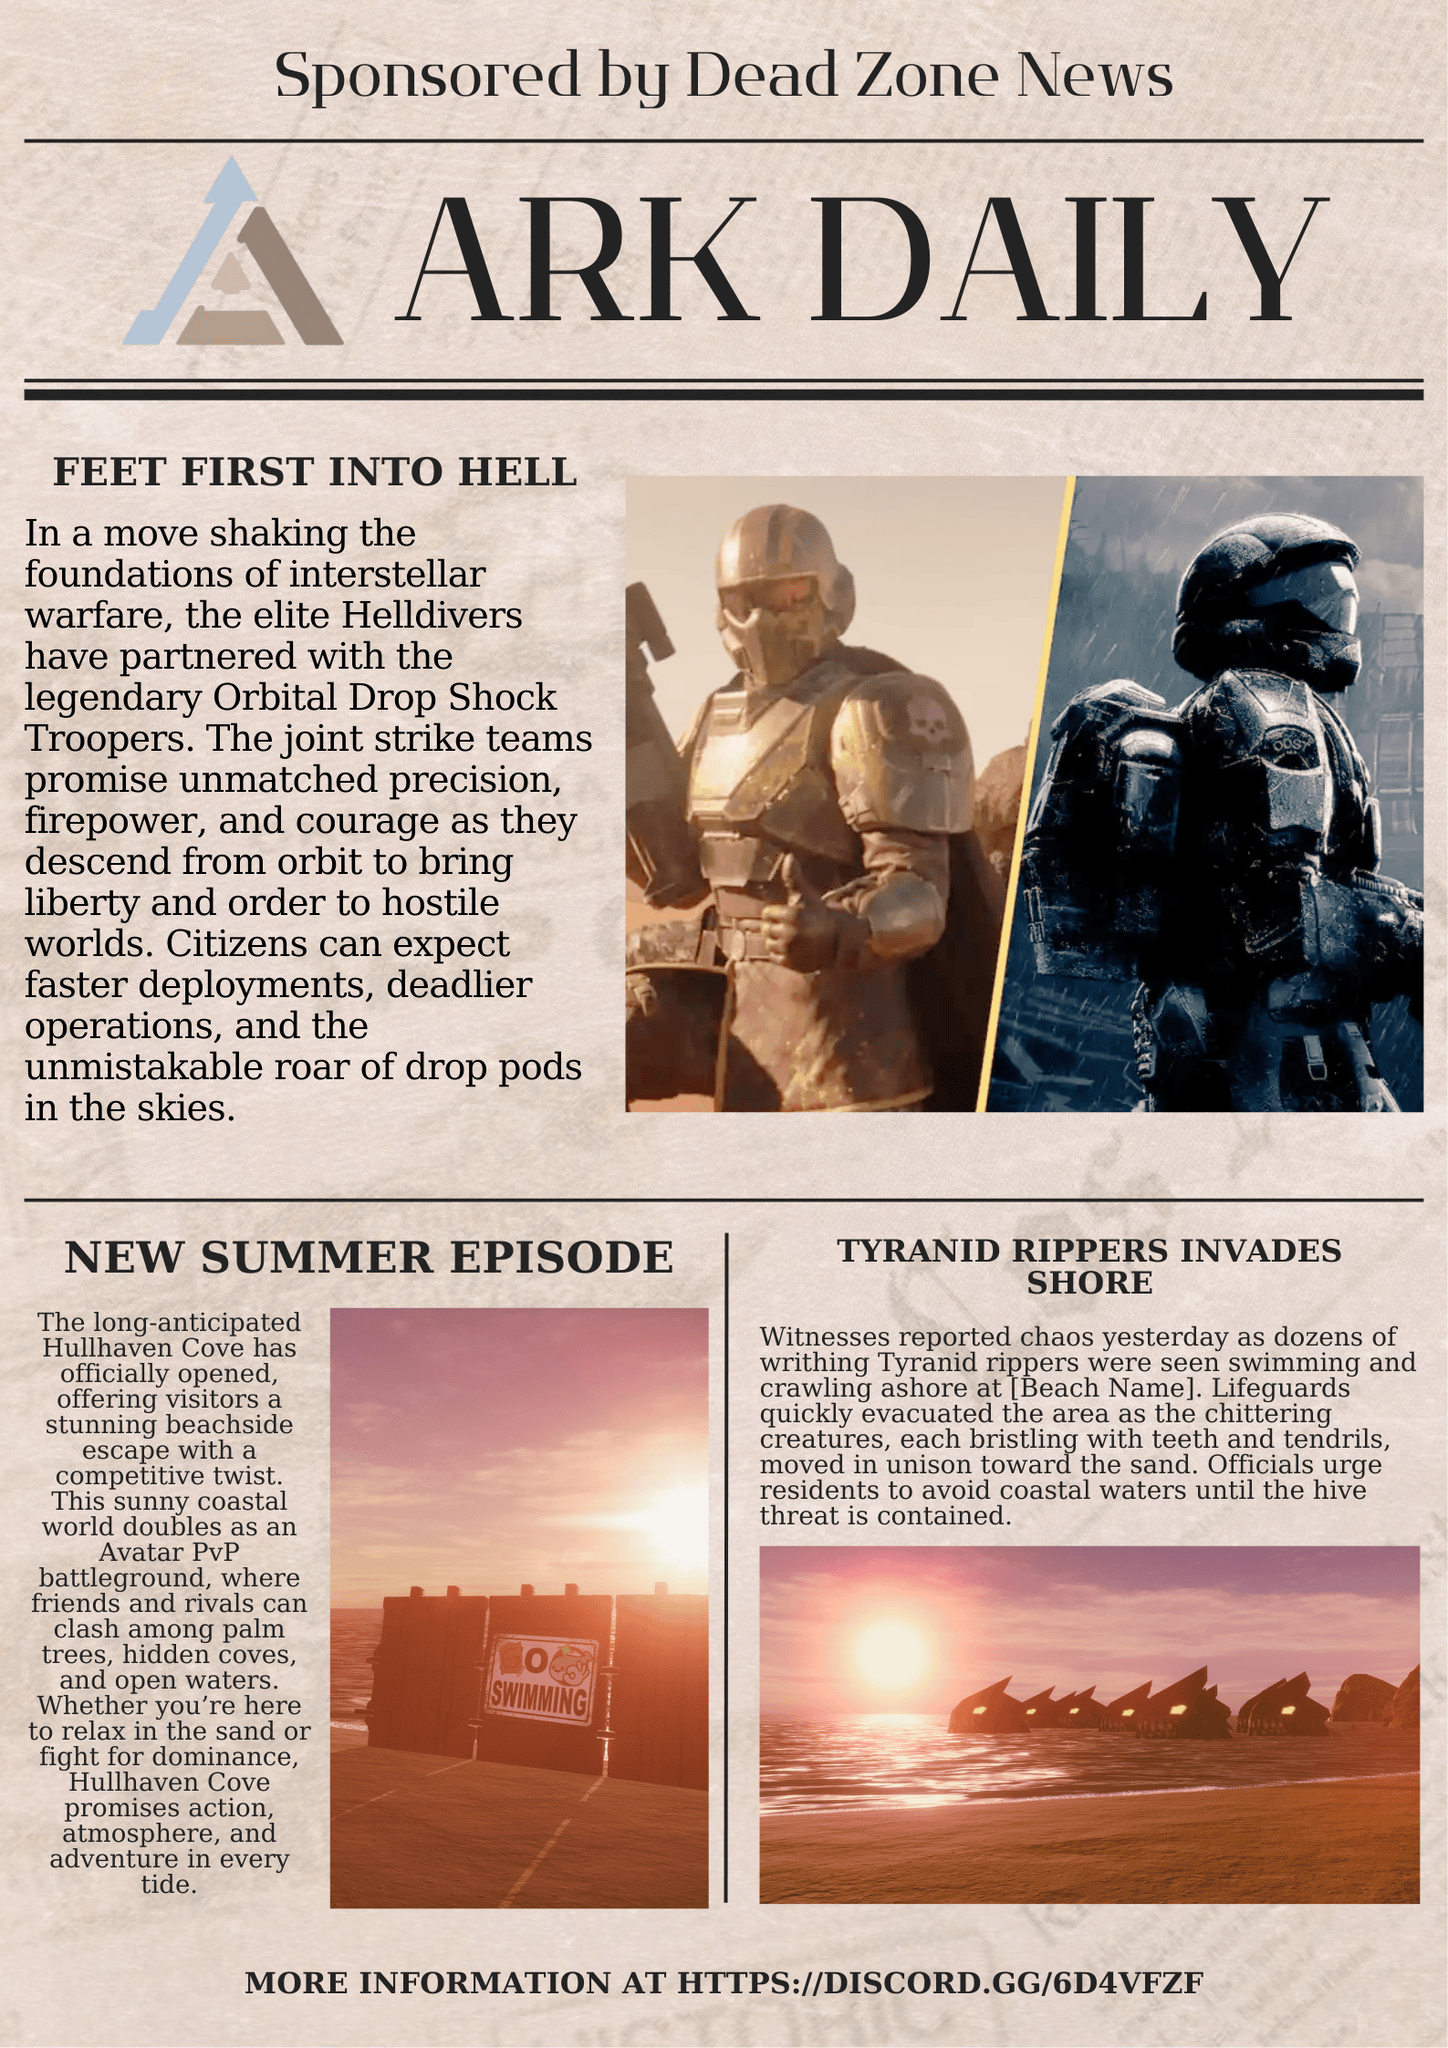 Sponsored by Dead Zone News
ARK DAILY
FEET FIRST INTO HELL
In a move shaking the
foundations of interstellar
warfare, the elite Helldivers
have partnered with the
legendary Orbital Drop Shock
Troopers. The joint strike teams
promise unmatched precision,
firepower, and courage as they
descend from orbit to bring
liberty and order to hostile
worlds. Citizens can expect
faster deployments, deadlier
operations, and the
unmistakable roar of drop pods
in the skies.
ODST
NEW SUMMER EPISODE
The long-anticipated
Hullhaven Cove has
officially opened,
offering visitors a
stunning beachside
escape with a
competitive twist.
This sunny coastal
world doubles as an
Avatar PvP
battleground, where
friends and rivals can
clash among palm
trees, hidden coves,
and open waters.
Whether you’re here
to relax in the sand or
fight for dominance,
Hullhaven Cove
promises action,
atmosphere, and
adventure in every
tide.
SWIMMING
TYRANID RIPPERS INVADES
SHORE
Witnesses reported chaos yesterday as dozens of
writhing Tyranid rippers were seen swimming and
crawling ashore at [Beach Name]. Lifeguards
quickly evacuated the area as the chittering
creatures, each bristling with teeth and tendrils,
moved in unison toward the sand. Officials urge
residents to avoid coastal waters until the hive
threat is contained.
MORE INFORMATION AT HTTPS://DISCORD.GG/6D4VFZF